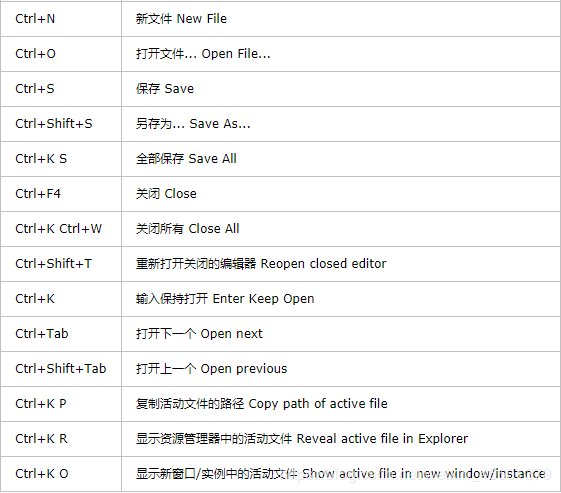 Ctrl+N 新文件 New File
Ctrl+O 打开文件... Open File...
Ctrl+S 保存 Save
Ctrl+Shift+S 另存为... Save As...
Ctrl+K S 全部保存 Save All
Ctrl+F4 关闭 Close
Ctrl+K Ctrl+W 关闭所有 Close All
Ctrl+Shift+T 重新打开关闭的编辑器 Reopen closed editor
Ctrl+K 输入保持打开 Enter Keep Open
Ctrl+Tab 打开下一个 Open next
Ctrl+Shift+Tab 打开上一个 Open previous
Ctrl+K P 复制活动文件的路径 Copy path of active file
Ctrl+K R 显示资源管理器中的活动文件 Reveal active file in Explorer
Ctrl+K O 显示新窗口/实例中的活动文件 Show active file in new window/instance